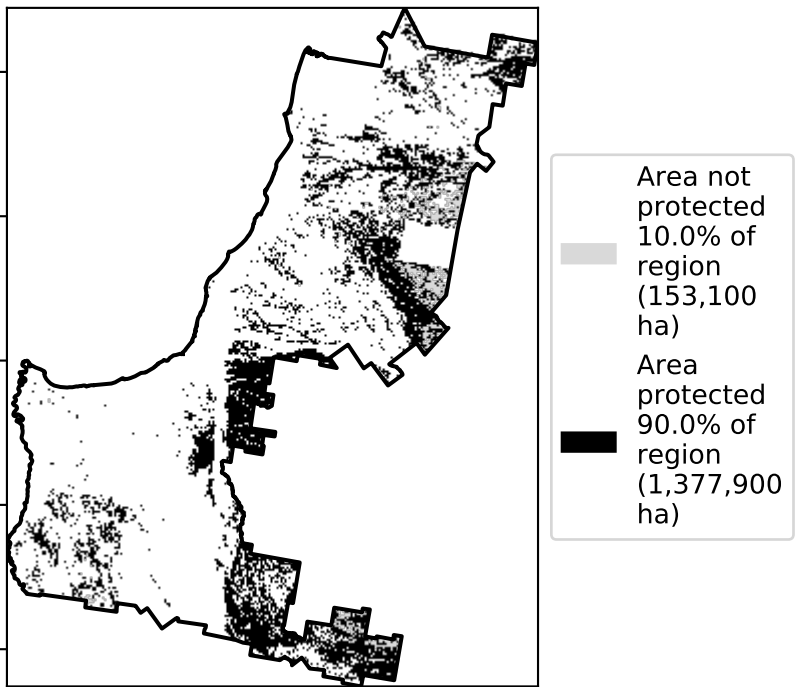 Area not
protected
10.0% of
region
(153,100
ha)
Area
protected
90.0% of
region
(1,377,900
ha)